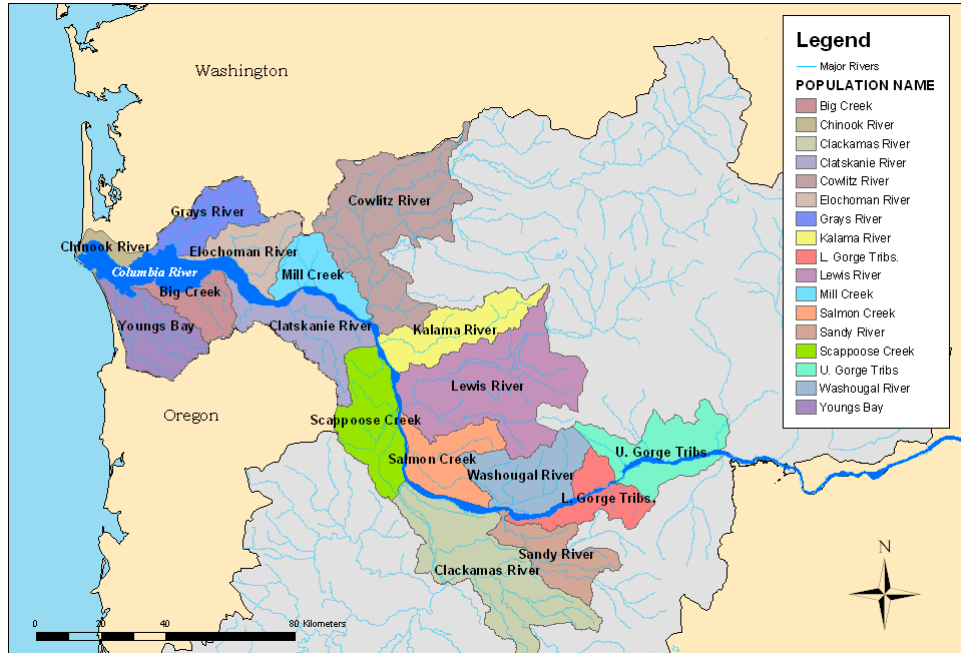 Washington
Cowlitz River
Grays River
Chinook River
Elochoman River
Columbia River
Mill Creek
Big Creek
Youngs Bay
Clatskanie River
Kalama River
Lewis River
Oregon
Scappoose Creek
Salmon Creek
U. Gorge Tribs
Washougal River
L. Gorge Tribs.
Sandy River
Clackamas River
N
0 20 40 80 Kilometers
Legend
Major Rivers
POPULATION NAME
Big Creek
Chinook River
Clackamas River
Clatskanie River
Cowlitz River
Elochoman River
Grays River
Kalama River
L. Gorge Tribs.
Lewis River
Mill Creek
Salmon Creek
Sandy River
Scappoose Creek
U. Gorge Tribs.
Washougal River
Youngs Bay